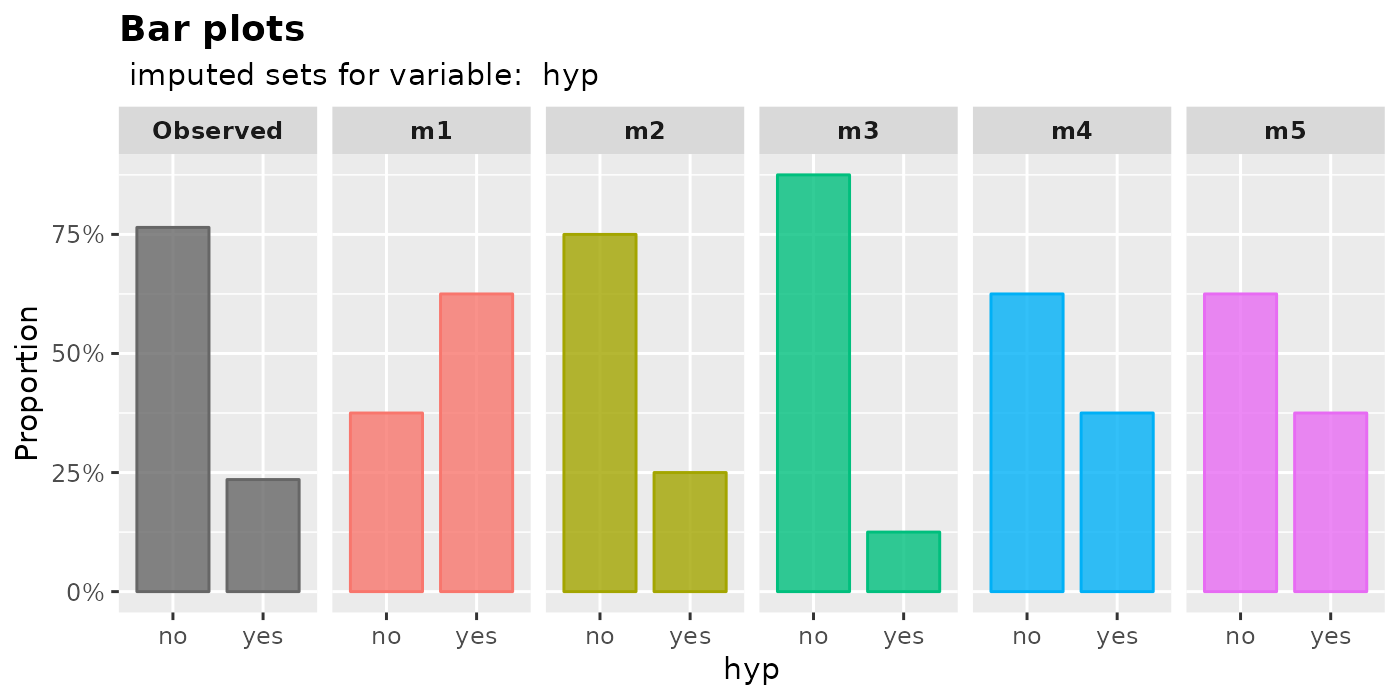 Bar plots
imputed sets for variable:  hyp
Observed m1 m2 m3 m4 m5
Proportion
75%
50%
25%
0%
no yes no yes no yes no yes no yes no yes
hyp